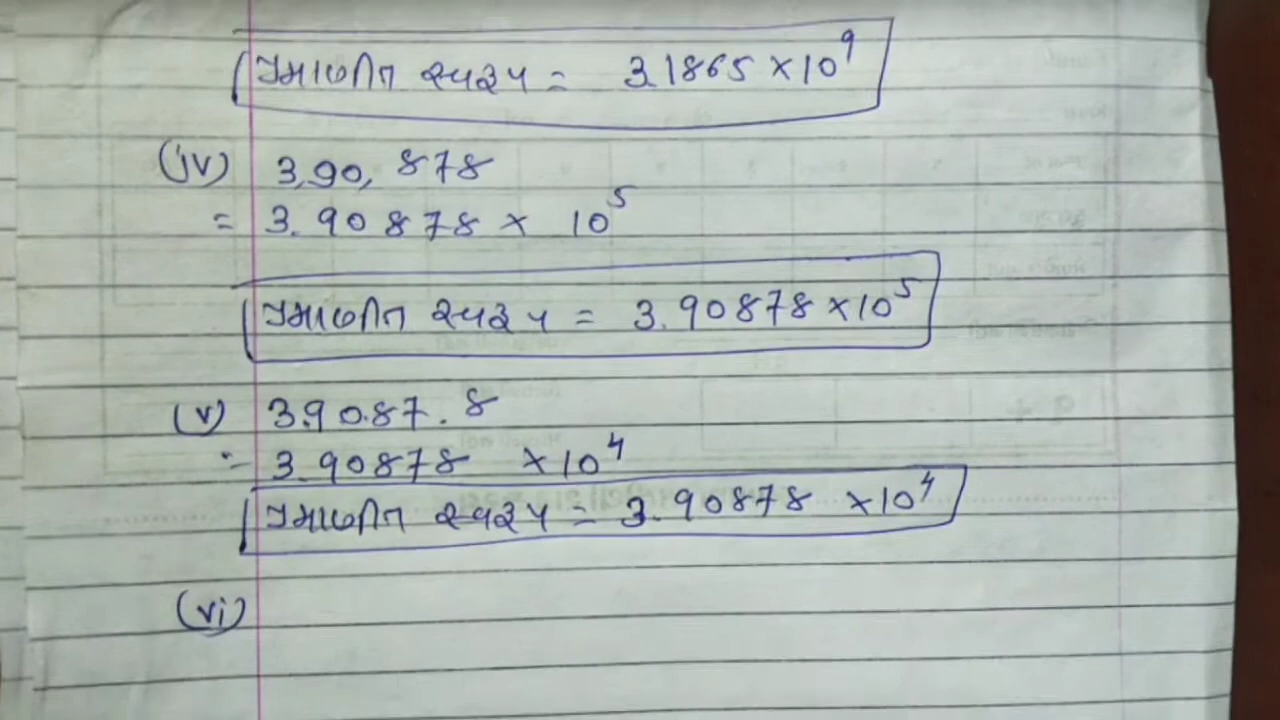 પ્રમાણિત સ્વરૂપ = 3.1865 × 10⁹
(iv) 3,90,878
= 3.90878 × 10⁵
પ્રમાણિત સ્વરૂપ = 3.90878 × 10⁵
(v) 39087.8
= 3.90878 × 10⁴
પ્રમાણિત સ્વરૂપ = 3.90878 × 10⁴
(vi)